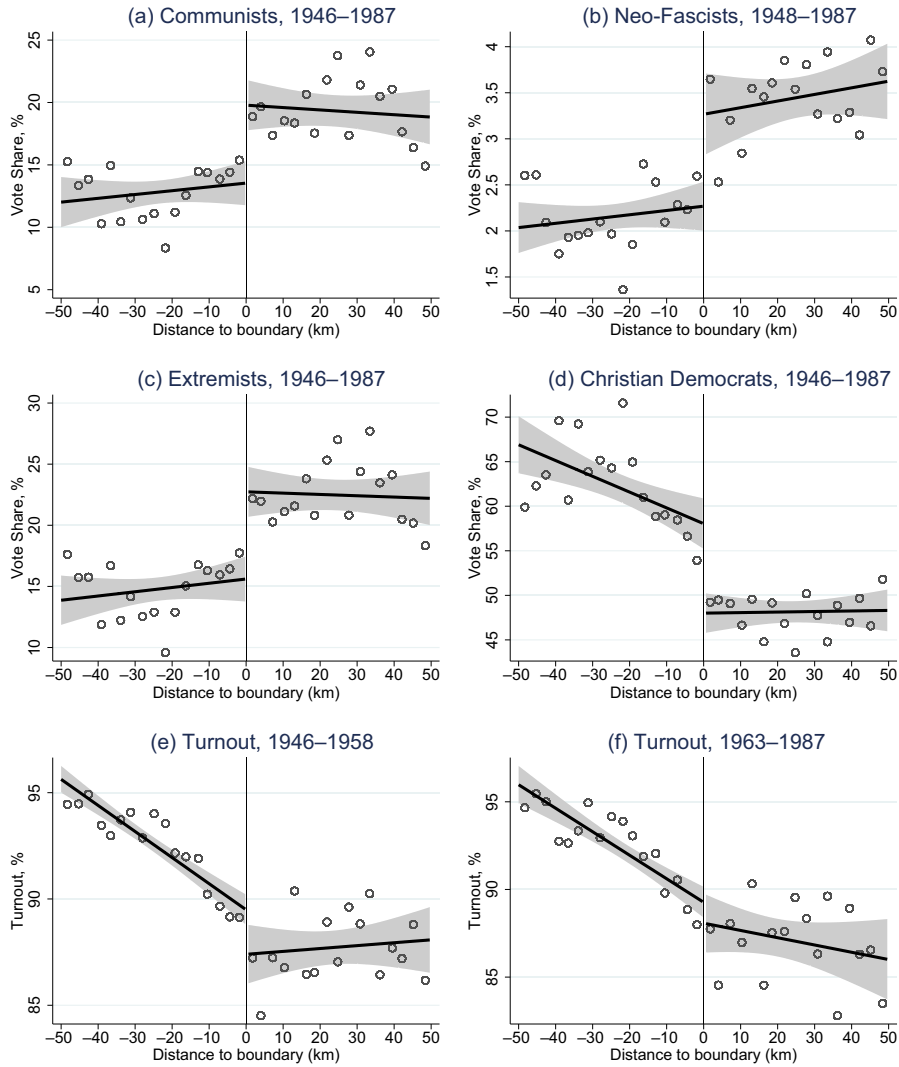 (a) Communists, 1946–1987
Vote Share, %
25
20
15
10
5
–50 –40 –30 –20 –10 0 10 20 30 40 50
Distance to boundary (km)
(b) Neo-Fascists, 1948–1987
Vote Share, %
4
3.5
3
2.5
2
1.5
–50 –40 –30 –20 –10 0 10 20 30 40 50
Distance to boundary (km)
(c) Extremists, 1946–1987
Vote Share, %
30
25
20
15
10
–50 –40 –30 –20 –10 0 10 20 30 40 50
Distance to boundary (km)
(d) Christian Democrats, 1946–1987
Vote Share, %
70
65
60
55
50
45
–50 –40 –30 –20 –10 0 10 20 30 40 50
Distance to boundary (km)
(e) Turnout, 1946–1958
Turnout, %
95
90
85
–50 –40 –30 –20 –10 0 10 20 30 40 50
Distance to boundary (km)
(f) Turnout, 1963–1987
Turnout, %
95
90
85
–50 –40 –30 –20 –10 0 10 20 30 40 50
Distance to boundary (km)